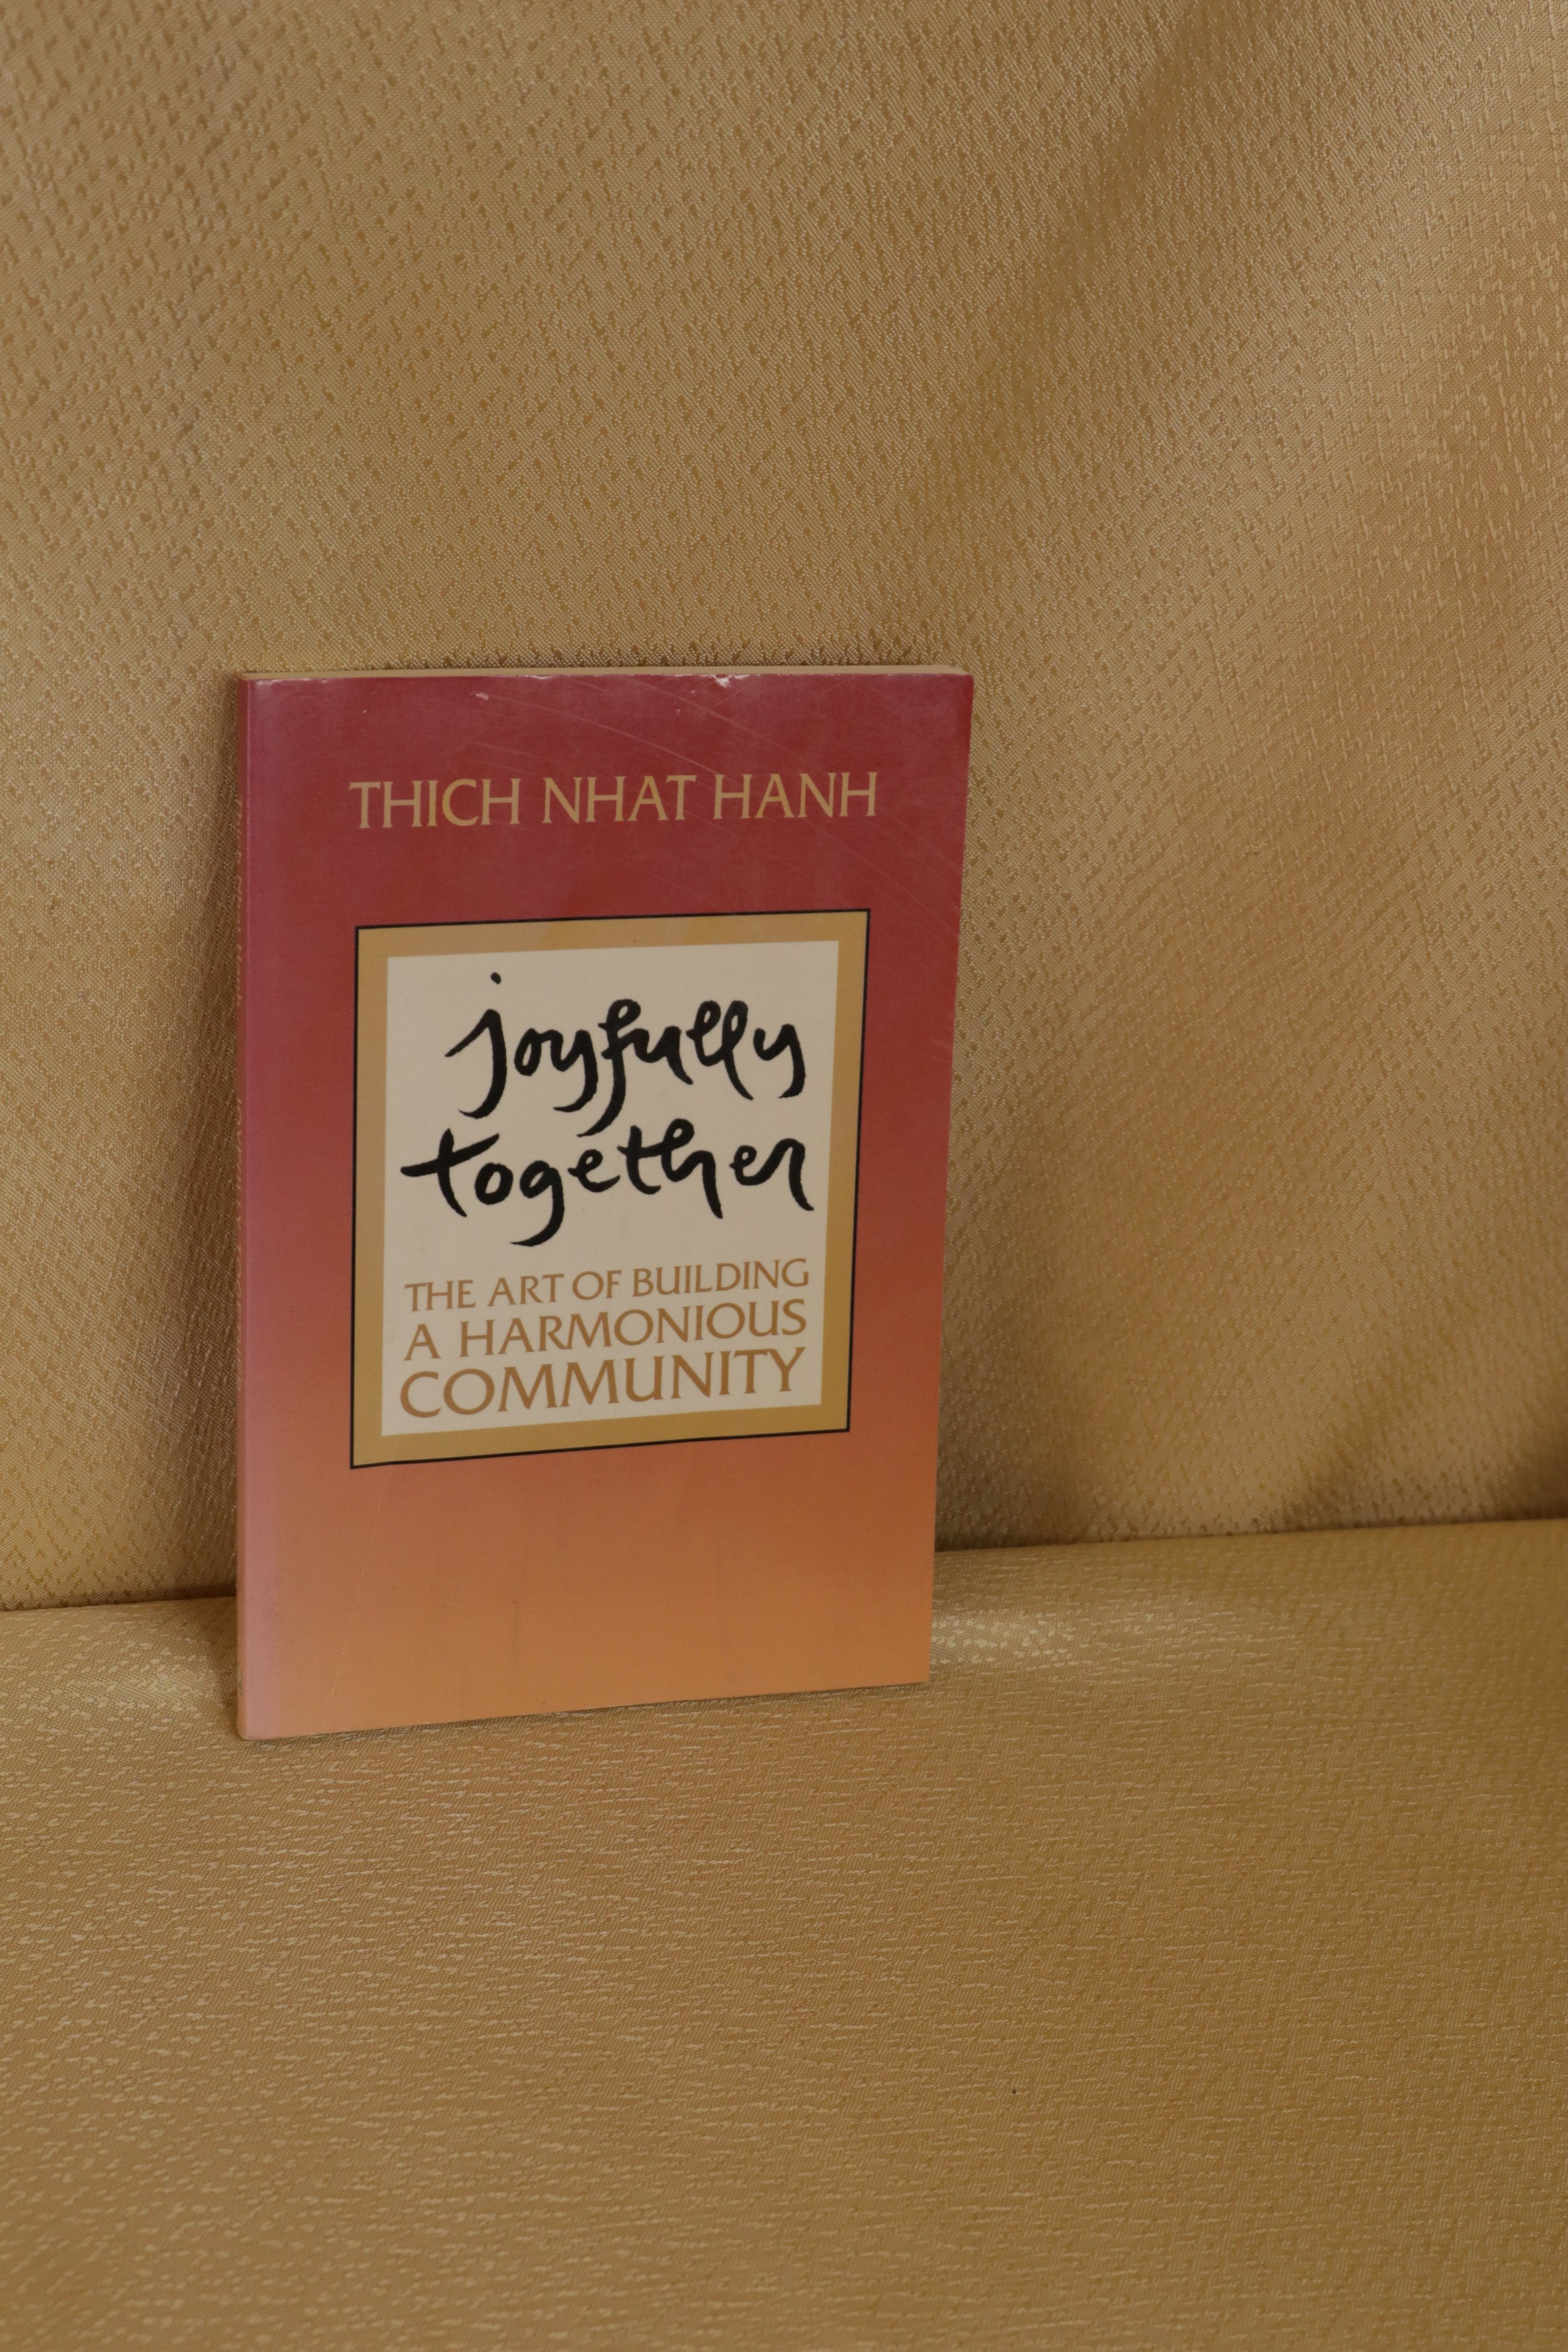 THICH NHAT HANH
joyfully
together
THE ART OF BUILDING
A HARMONIOUS
COMMUNITY